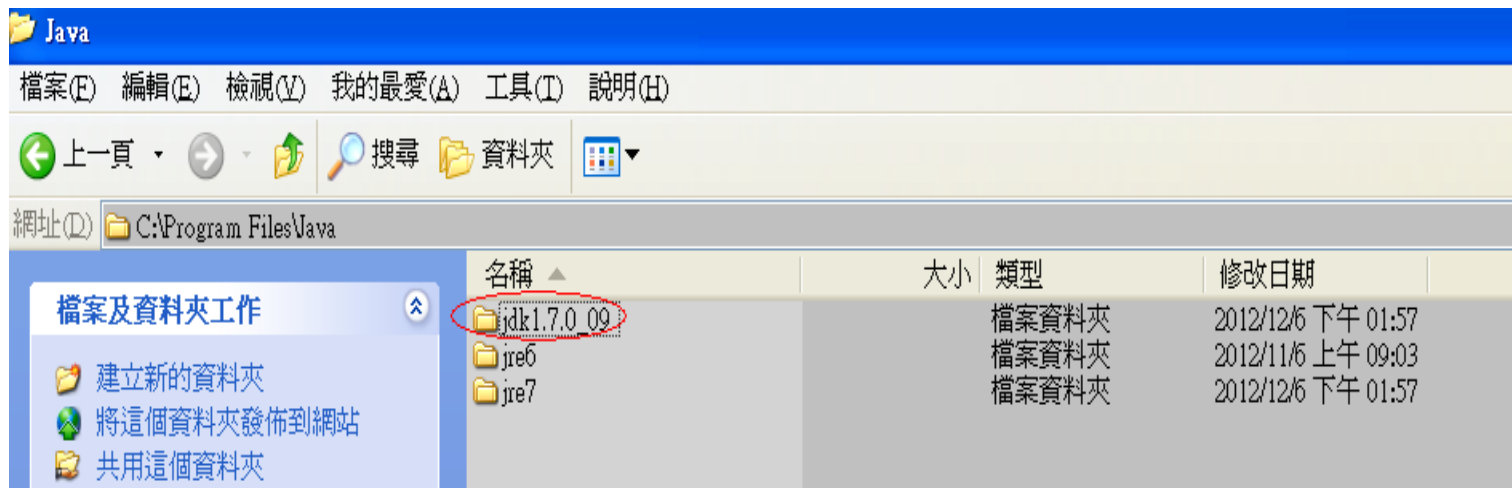 Java
檔案(F) 編輯(E) 檢視(V) 我的最愛(A) 工具(T) 說明(H)
上一頁 搜尋 資料夾
網址(D) C:\Program Files\Java
名稱 大小 類型 修改日期
檔案及資料夾工作
jdk1.7.0_09 檔案資料夾 2012/12/6 下午 01:57
jre6 檔案資料夾 2012/11/6 上午 09:03
jre7 檔案資料夾 2012/12/6 下午 01:57
建立新的資料夾
將這個資料夾發佈到網站
共用這個資料夾